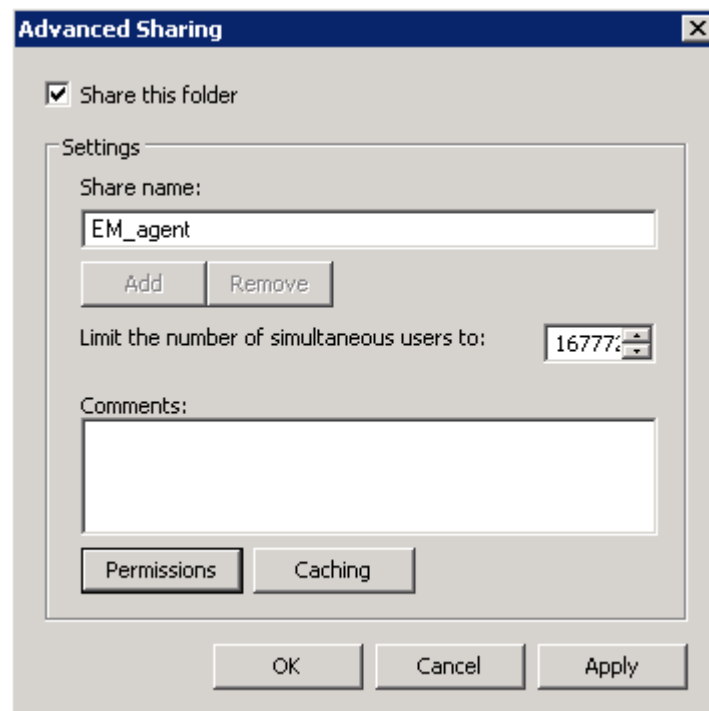 Advanced Sharing
Share this folder
Settings
Share name:
EM_agent
Add Remove
Limit the number of simultaneous users to:
Comments:
Permissions Caching
OK Cancel Apply